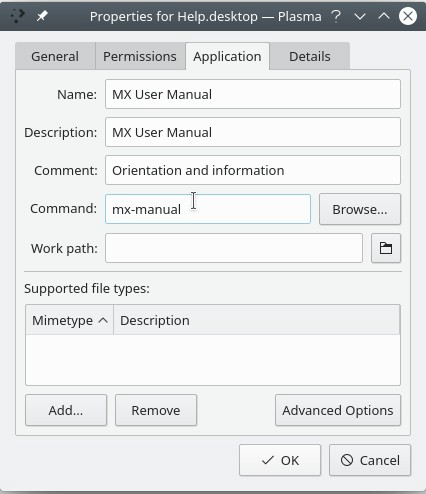 Properties for Help.desktop — Plasma
General Permissions Application Details
Name: MX User Manual
Description: MX User Manual
Comment: Orientation and information
Command: mx-manual Browse...
Work path:
Supported file types:
Mimetype Description
Add... Remove Advanced Options
OK Cancel